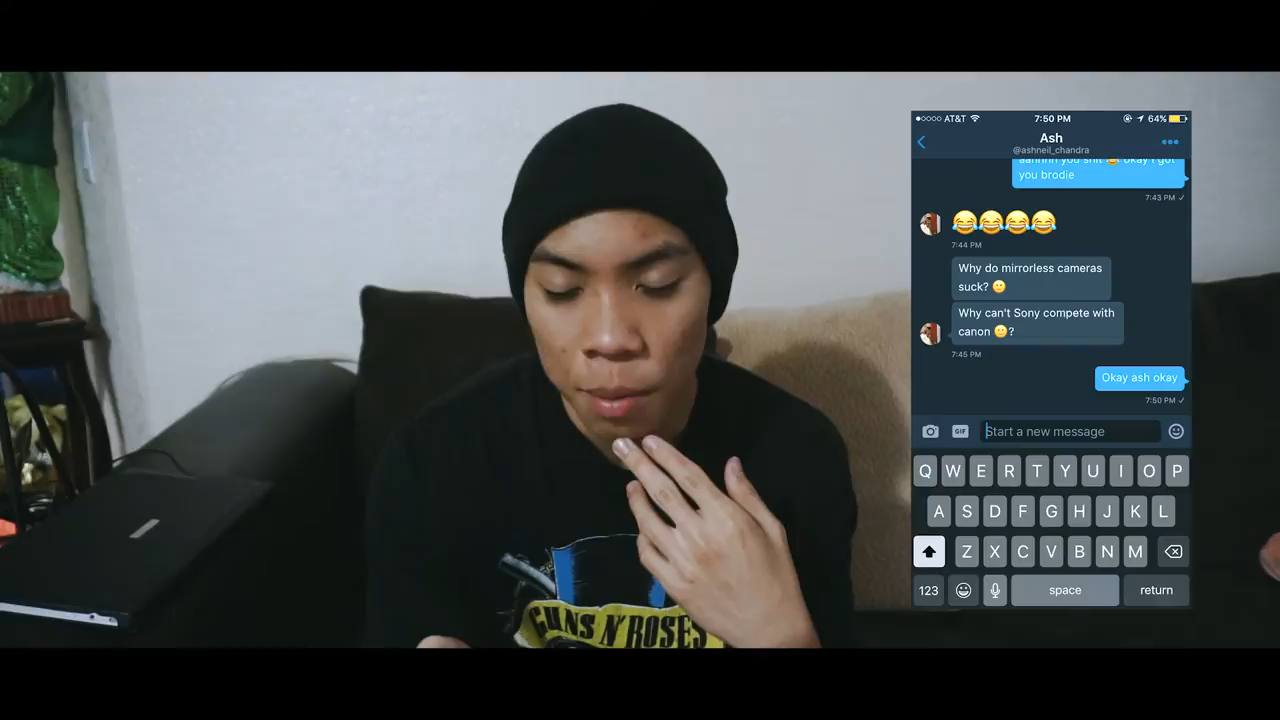 AT&T
7:50 PM
64%
Ash
@ashneil_chandra
okay I got
you brodie
7:43 PM
😂😂😂😂
7:44 PM
Why do mirrorless cameras
suck? 🙂
Why can't Sony compete with
canon 🙂?
7:45 PM
Okay ash okay
7:50 PM
GIF
Start a new message
Q W E R T Y U I O P
A S D F G H J K L
Z X C V B N M
123
space
return
GUNS N' ROSES